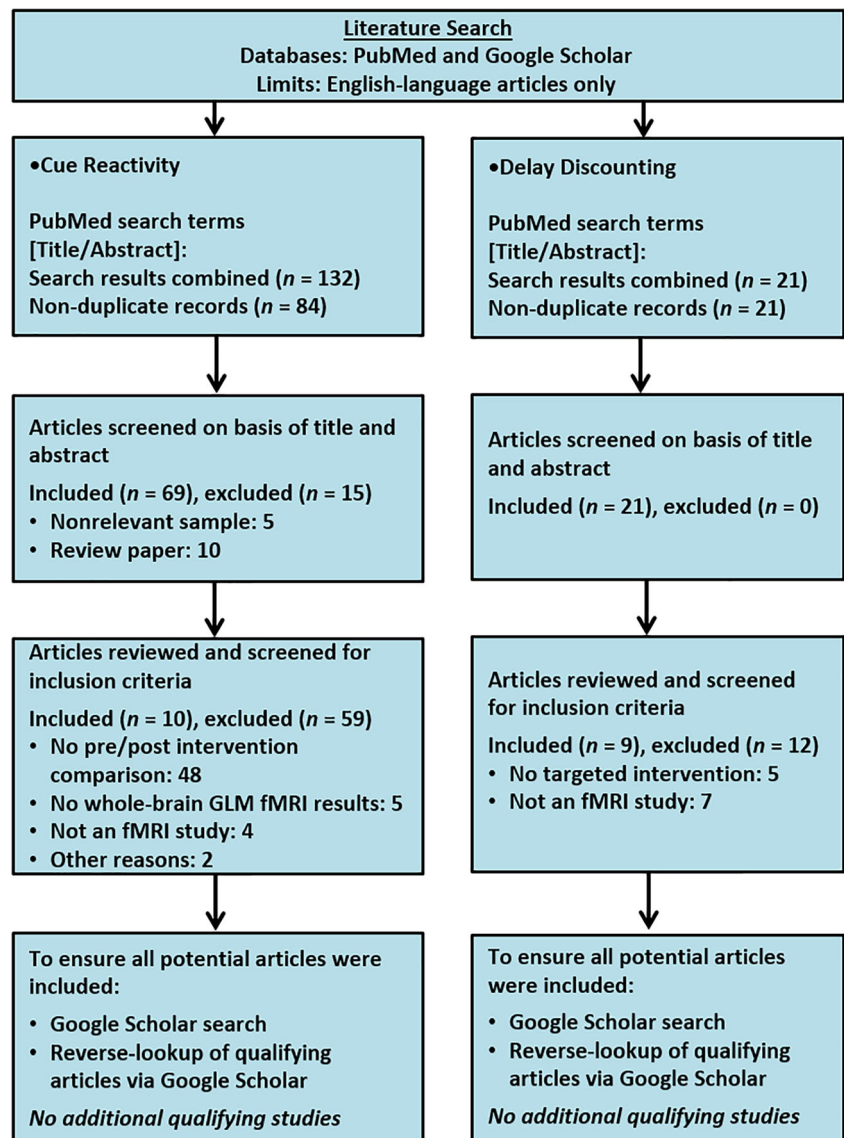 Literature Search
Databases: PubMed and Google Scholar
Limits: English-language articles only
•Cue Reactivity
PubMed search terms
[Title/Abstract]:
Search results combined (n = 132)
Non-duplicate records (n = 84)
Articles screened on basis of title and
abstract
Included (n = 69), excluded (n = 15)
• Nonrelevant sample: 5
• Review paper: 10
Articles reviewed and screened for
inclusion criteria
Included (n = 10), excluded (n = 59)
• No pre/post intervention
comparison: 48
• No whole-brain GLM fMRI results: 5
• Not an fMRI study: 4
• Other reasons: 2
To ensure all potential articles were
included:
• Google Scholar search
• Reverse-lookup of qualifying
articles via Google Scholar
No additional qualifying studies
•Delay Discounting
PubMed search terms
[Title/Abstract]:
Search results combined (n = 21)
Non-duplicate records (n = 21)
Articles screened on basis of title
and abstract
Included (n = 21), excluded (n = 0)
Articles reviewed and screened
for inclusion criteria
Included (n = 9), excluded (n = 12)
• No targeted intervention: 5
• Not an fMRI study: 7
To ensure all potential articles
were included:
• Google Scholar search
• Reverse-lookup of qualifying
articles via Google Scholar
No additional qualifying studies